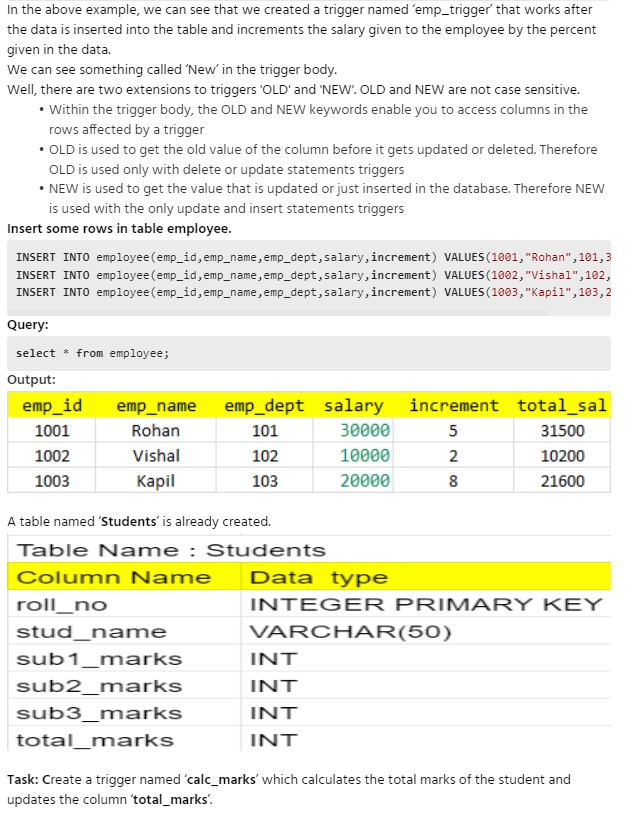 In the above example, we can see that we created a trigger named 'emp_trigger' that works after
the data is inserted into the table and increments the salary given to the employee by the percent
given in the data.
We can see something called 'New' in the trigger body.
Well, there are two extensions to triggers 'OLD' and 'NEW'. OLD and NEW are not case sensitive.
• Within the trigger body, the OLD and NEW keywords enable you to access columns in the
rows affected by a trigger
• OLD is used to get the old value of the column before it gets updated or deleted. Therefore
OLD is used only with delete or update statements triggers
• NEW is used to get the value that is updated or just inserted in the database. Therefore NEW
is used with the only update and insert statements triggers
Insert some rows in table employee.
INSERT INTO employee(emp_id,emp_name,emp_dept,salary,increment) VALUES(1001,"Rohan",101,3
INSERT INTO employee(emp_id,emp_name,emp_dept,salary,increment) VALUES(1002,"Vishal",102,
INSERT INTO employee(emp_id,emp_name,emp_dept,salary,increment) VALUES(1003,"Kapil",103,2
Query:
select * from employee;
Output:
emp_id emp_name emp_dept salary increment total_sal
1001 Rohan 101 30000 5 31500
1002 Vishal 102 10000 2 10200
1003 Kapil 103 20000 8 21600
A table named 'Students' is already created.
Table Name : Students
Column Name Data type
roll_no INTEGER PRIMARY KEY
stud_name VARCHAR(50)
sub1_marks INT
sub2_marks INT
sub3_marks INT
total_marks INT
Task: Create a trigger named 'calc_marks' which calculates the total marks of the student and
updates the column 'total_marks'.